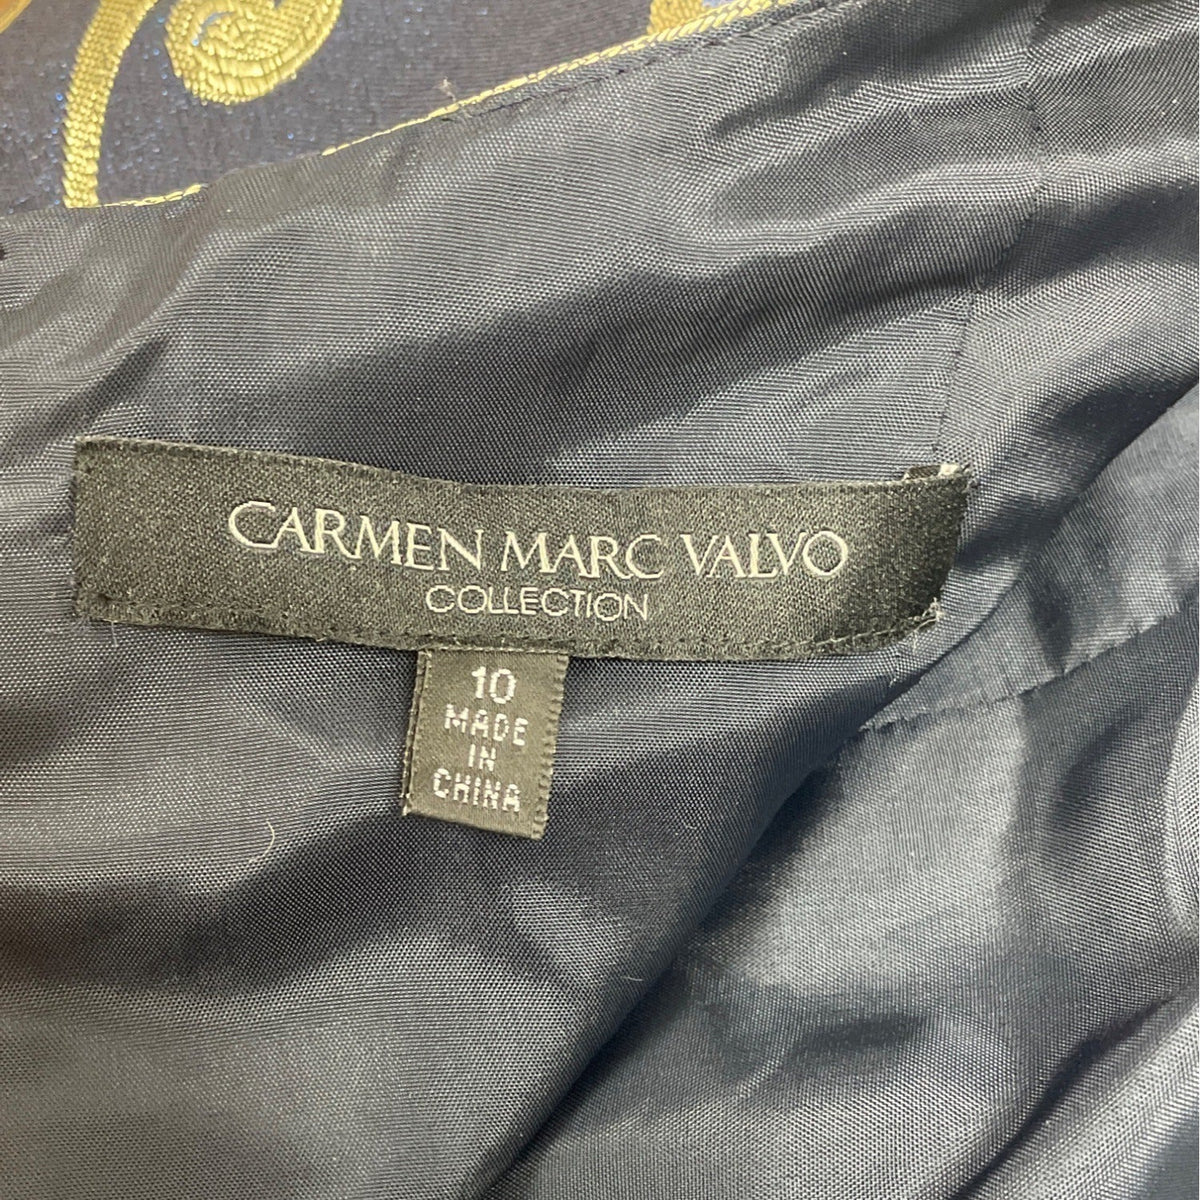 CARMEN MARC VALVO
COLLECTION
10
MADE
IN
CHINA